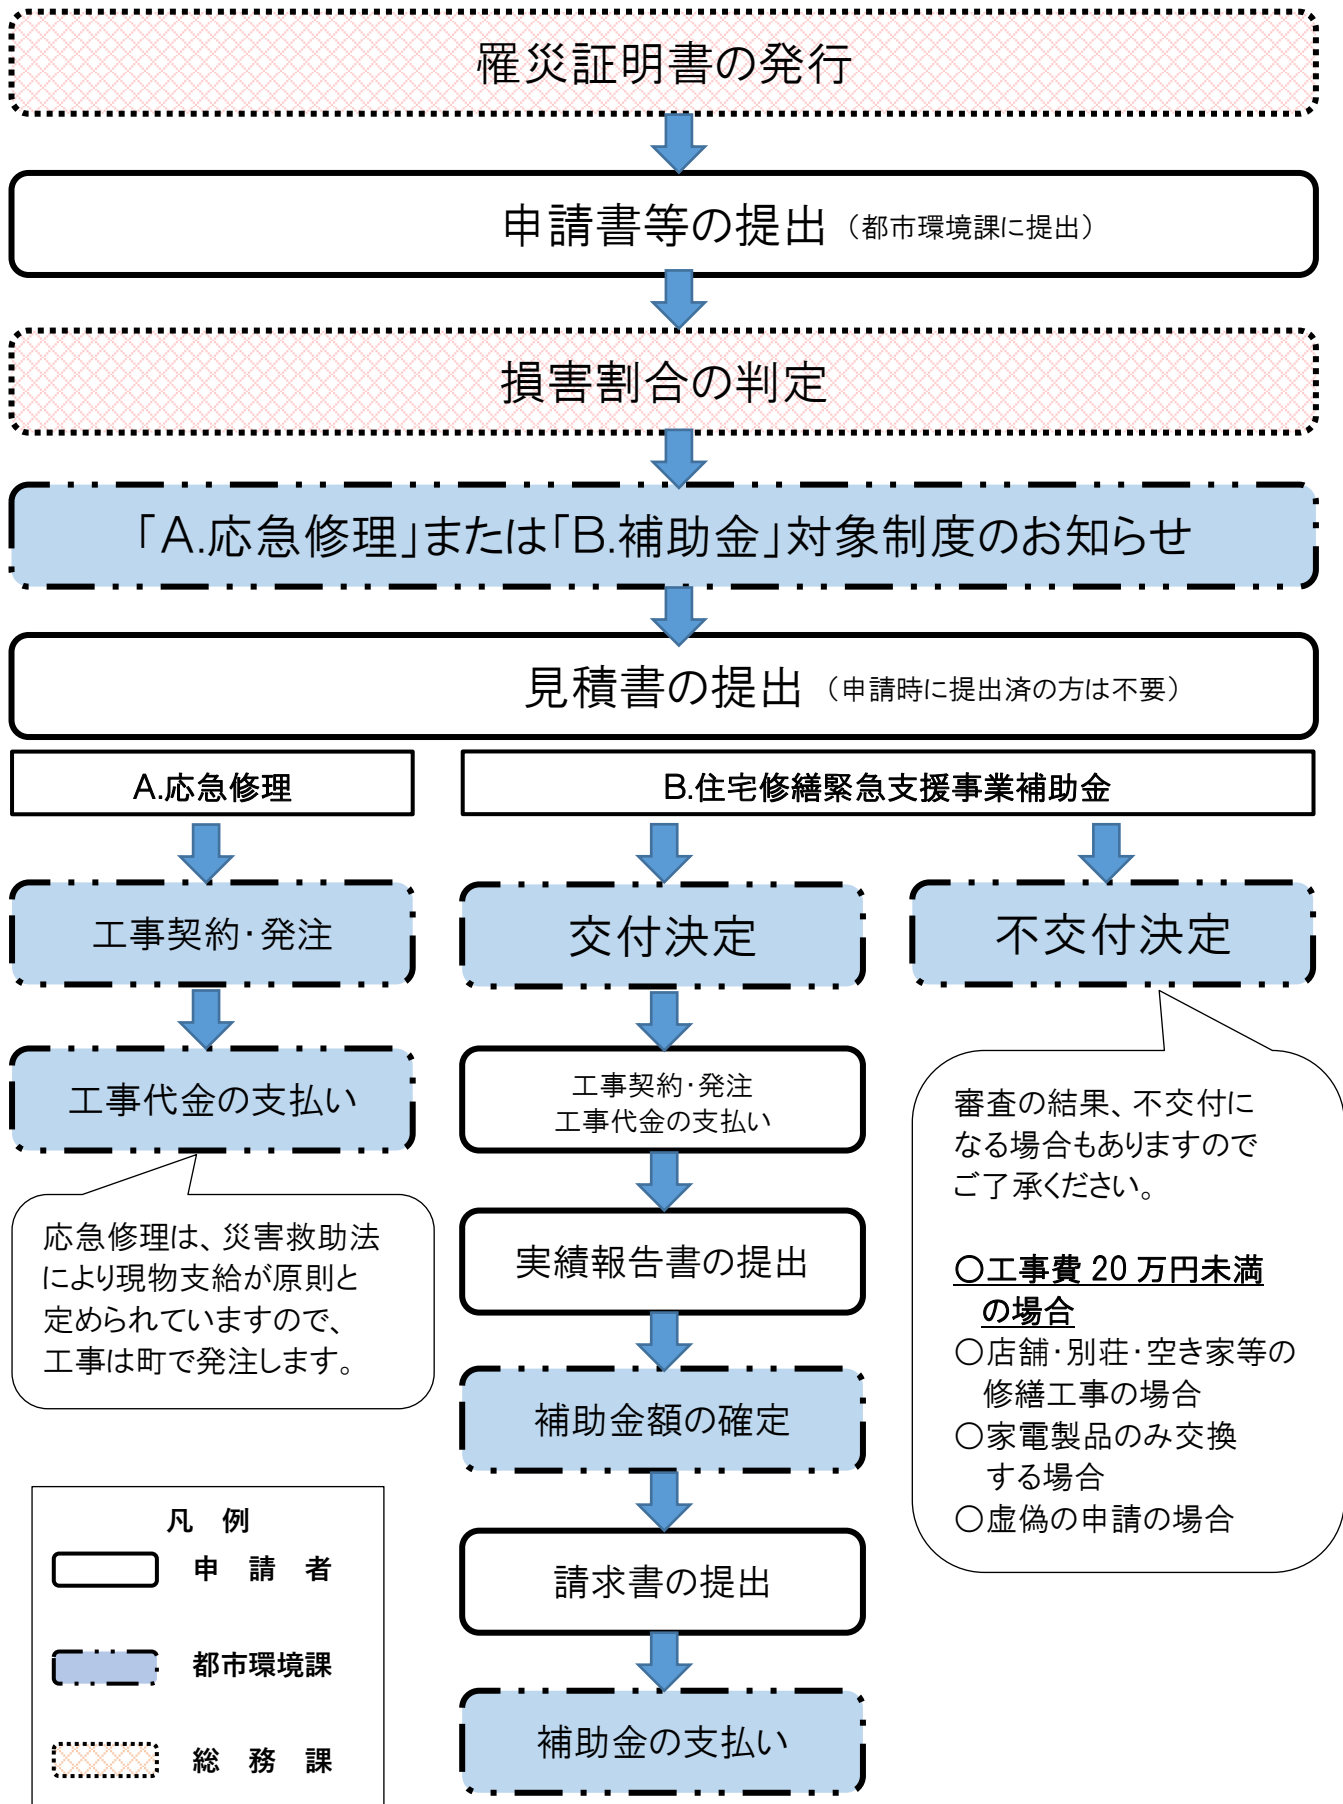 罹災証明書の発行
申請書等の提出（都市環境課に提出）
損害割合の判定
「A.応急修理」または「B.補助金」対象制度のお知らせ
見積書の提出（申請時に提出済の方は不要）
A.応急修理
B.住宅修繕緊急支援事業補助金
工事契約・発注
交付決定
不交付決定
工事代金の支払い
工事契約・発注
工事代金の支払い
審査の結果、不交付に
なる場合もありますので
ご了承ください。
〇工事費 20 万円未満
の場合
〇店舗・別荘・空き家等の
修繕工事の場合
〇家電製品のみ交換
する場合
〇虚偽の申請の場合
応急修理は、災害救助法
により現物支給が原則と
定められていますので、
工事は町で発注します。
実績報告書の提出
補助金額の確定
請求書の提出
補助金の支払い
凡　例
申　請　者
都市環境課
総　務　課